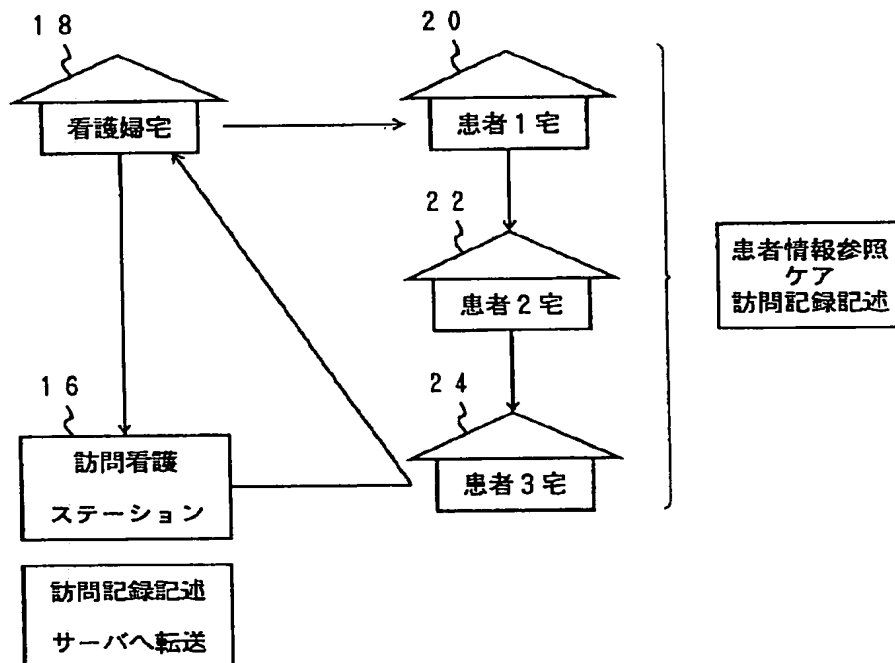 18
看護婦宅
20
患者1宅
22
患者2宅
24
患者3宅
患者情報参照
ケア
訪問記録記述
16
訪問看護
ステーション
訪問記録記述
サーバへ転送